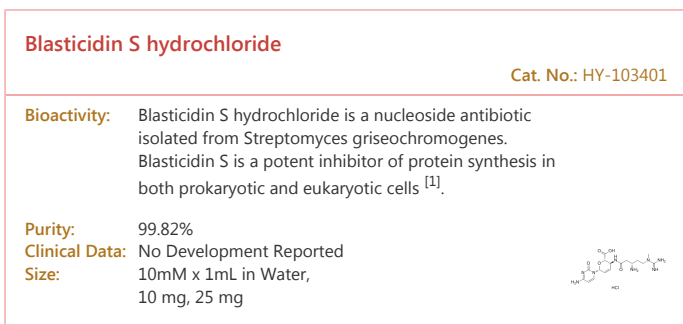 Blasticidin S hydrochloride
Cat. No.: HY-103401
Bioactivity: Blasticidin S hydrochloride is a nucleoside antibiotic
isolated from Streptomyces griseochromogenes.
Blasticidin S is a potent inhibitor of protein synthesis in
both prokaryotic and eukaryotic cells [1].
Purity: 99.82%
Clinical Data: No Development Reported
Size: 10mM x 1mL in Water,
10 mg, 25 mg
HCl